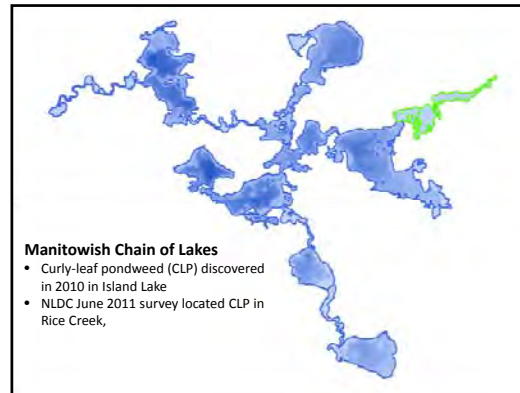 Manitowish Chain of Lakes
• Curly-leaf pondweed (CLP) discovered
in 2010 in Island Lake
• NLDC June 2011 survey located CLP in
Rice Creek,